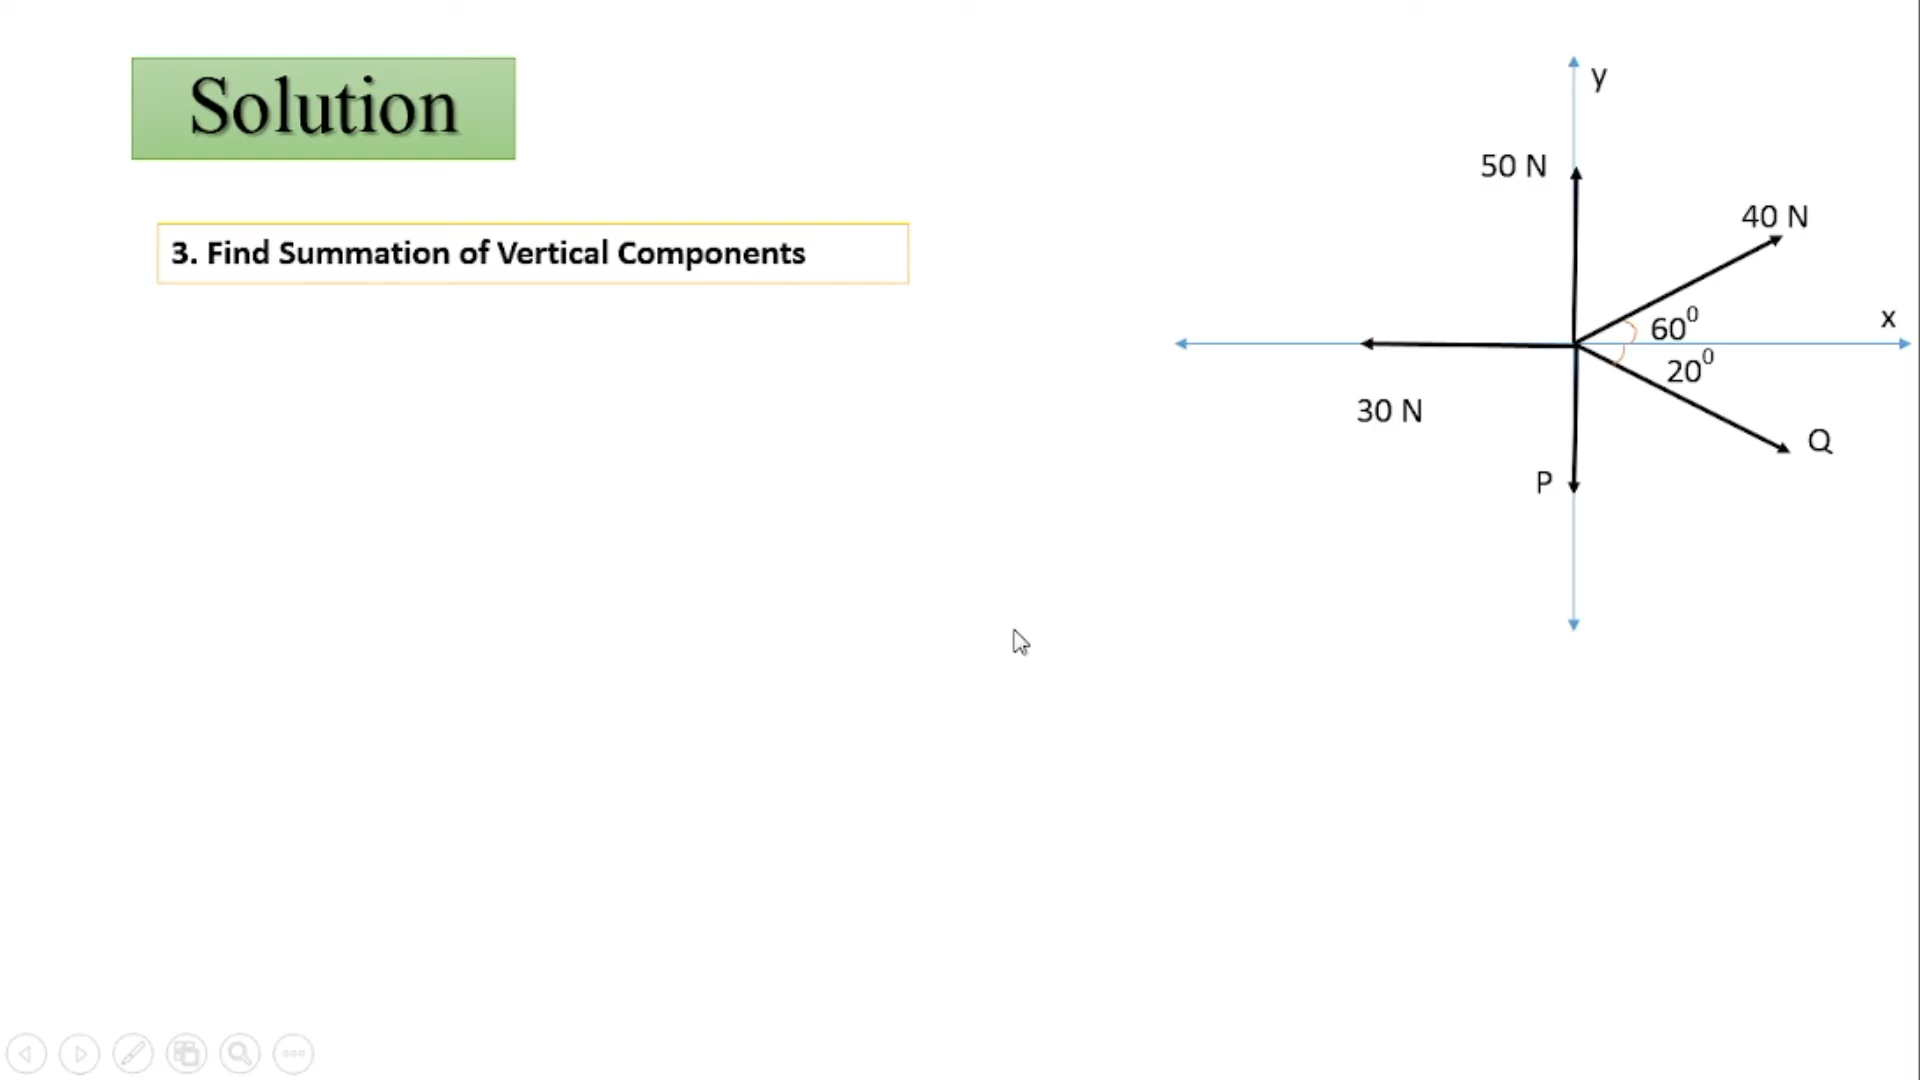 Solution
3. Find Summation of Vertical Components
y
50 N
40 N
x
60⁰
20⁰
30 N
Q
P